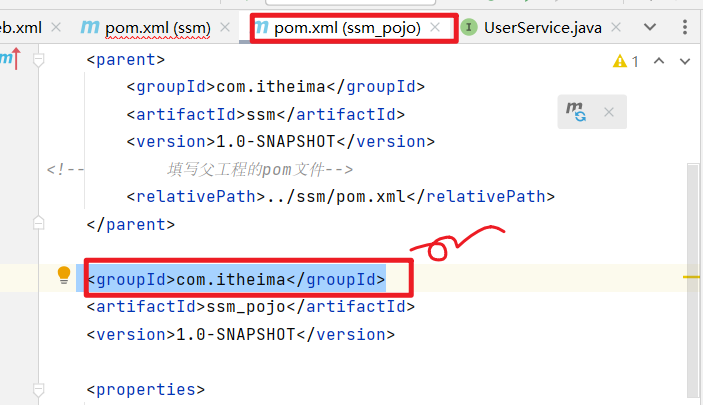 eb.xml
pom.xml (ssm)
pom.xml (ssm_pojo)
UserService.java
1
<parent>
<groupId>com.itheima</groupId>
<artifactId>ssm</artifactId>
<version>1.0-SNAPSHOT</version>
<!-- 填写父工程的pom文件-->
<relativePath>../ssm/pom.xml</relativePath>
</parent>
<groupId>com.itheima</groupId>
<artifactId>ssm_pojo</artifactId>
<version>1.0-SNAPSHOT</version>
<properties>